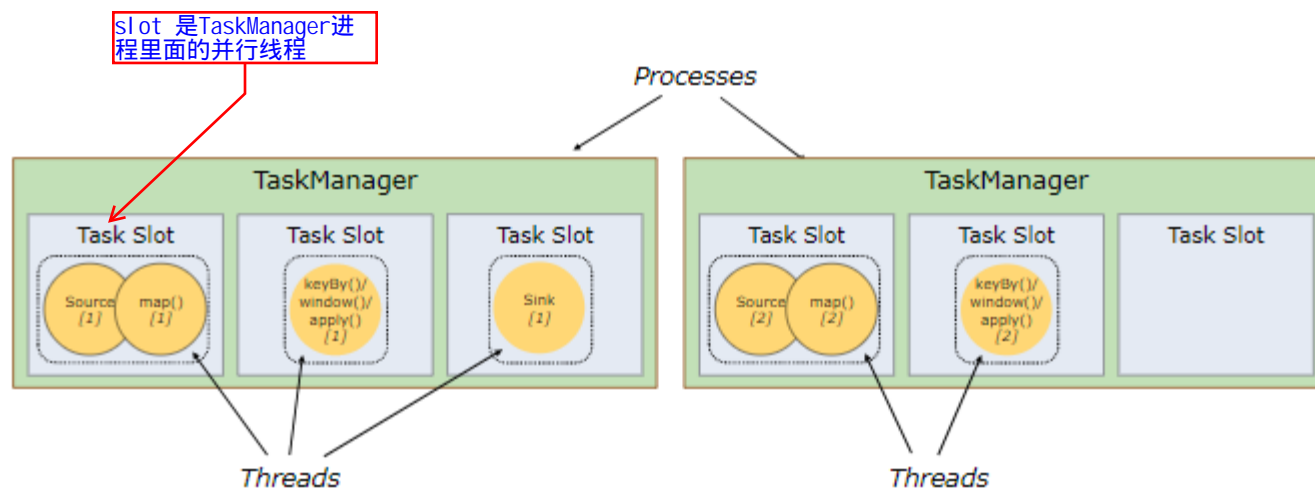 slot 是TaskManager进
程里面的并行线程
Processes
TaskManager
Task Slot
Source
[1]
map()
[1]
Task Slot
keyBy()/
window()/
apply()
[1]
Task Slot
Sink
[1]
TaskManager
Task Slot
Source
[2]
map()
[2]
Task Slot
keyBy()/
window()/
apply()
[2]
Task Slot
Threads
Threads